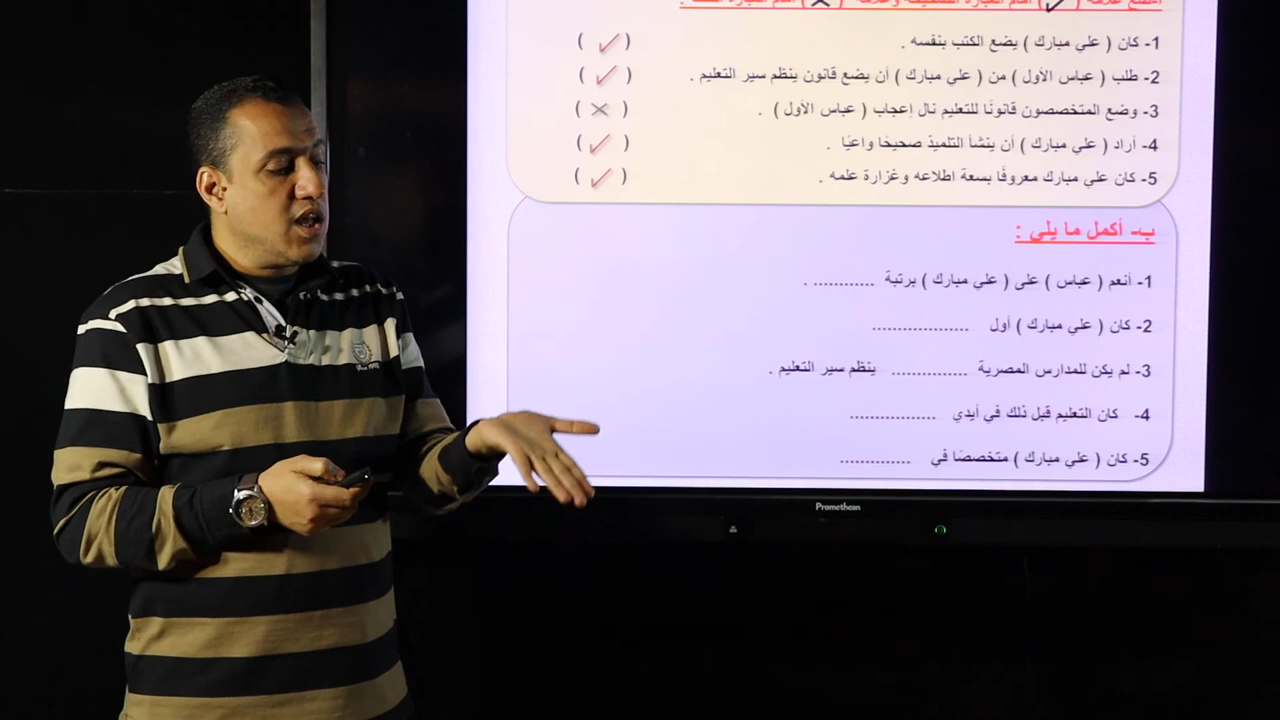 ( ✓ ) ( ✕ )
1- كان ( علي مبارك ) يضع الكتب بنفسه . ( ✓ )
2- طلب ( عباس الأول ) من ( علي مبارك ) أن يضع قانون ينظم سير التعليم . ( ✓ )
3- وضع المتخصصون قانونًا للتعليم نال إعجاب ( عباس الأول ) . ( ✕ )
4- أراد ( علي مبارك ) أن ينشأ التلميذ صحيحًا واعيًا . ( ✓ )
5- كان علي مبارك معروفًا بسعة اطلاعه وغزارة علمه . ( ✓ )
ب- أكمل ما يلي :
1- أنعم ( عباس ) على ( علي مبارك ) برتبة ............ .
2- كان ( علي مبارك ) أول ...................
3- لم يكن للمدارس المصرية ............... ينظم سير التعليم .
4- كان التعليم قبل ذلك في أيدي .................
5- كان ( علي مبارك ) متخصصًا في ..............
Promethean